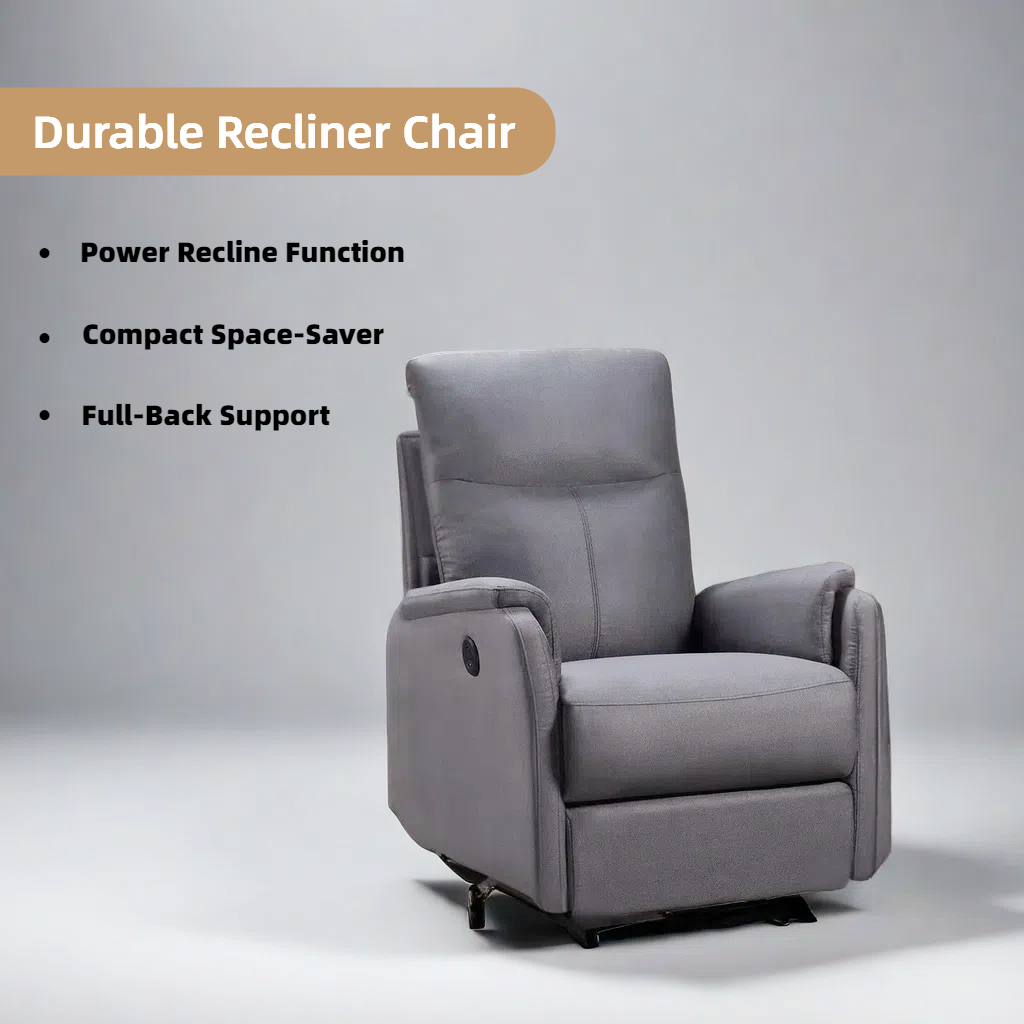 Durable Recliner Chair
• Power Recline Function
• Compact Space-Saver
• Full-Back Support